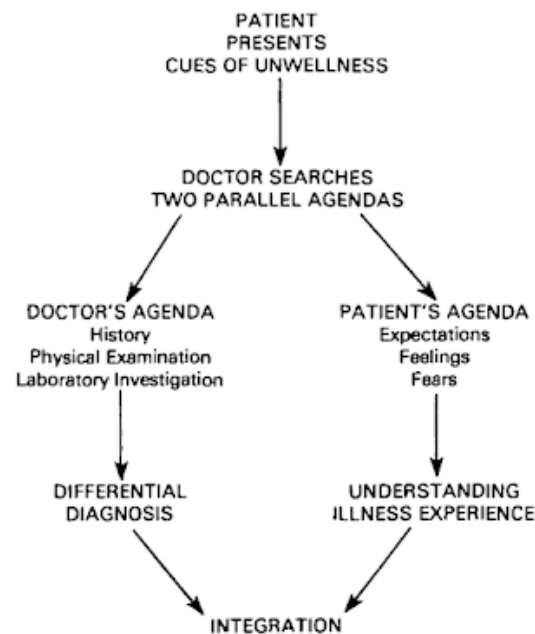 PATIENT
PRESENTS
CUES OF UNWELLNESS
DOCTOR SEARCHES
TWO PARALLEL AGENDAS
DOCTOR'S AGENDA
History
Physical Examination
Laboratory Investigation
PATIENT'S AGENDA
Expectations
Feelings
Fears
DIFFERENTIAL
DIAGNOSIS
UNDERSTANDING
ILLNESS EXPERIENCE
INTEGRATION